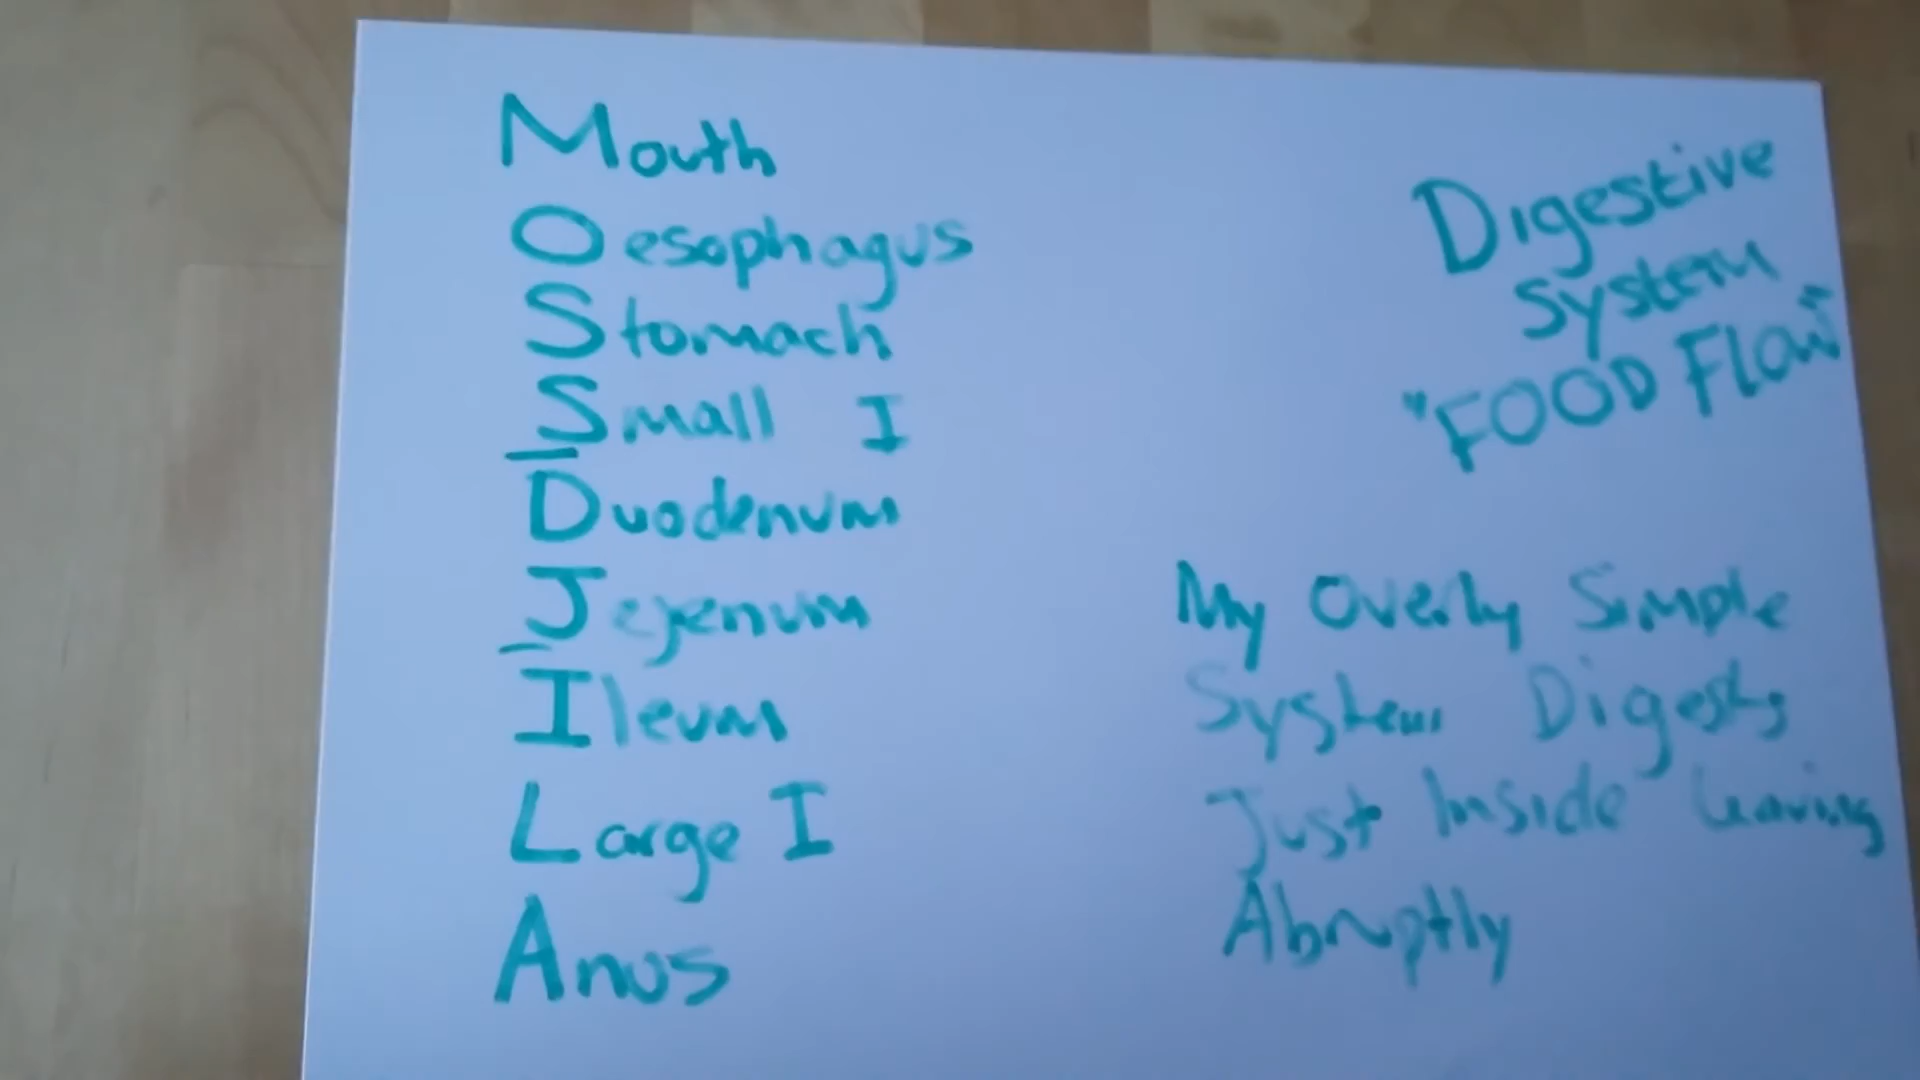 Mouth
Oesophagus
Stomach
Small I
Duodenum
Jejenum
Ileum
Large I
Anus
Digestive
System
"FOOD FLOW"
My Overly Simple
System Digests
Just Inside Leaving
Abruptly